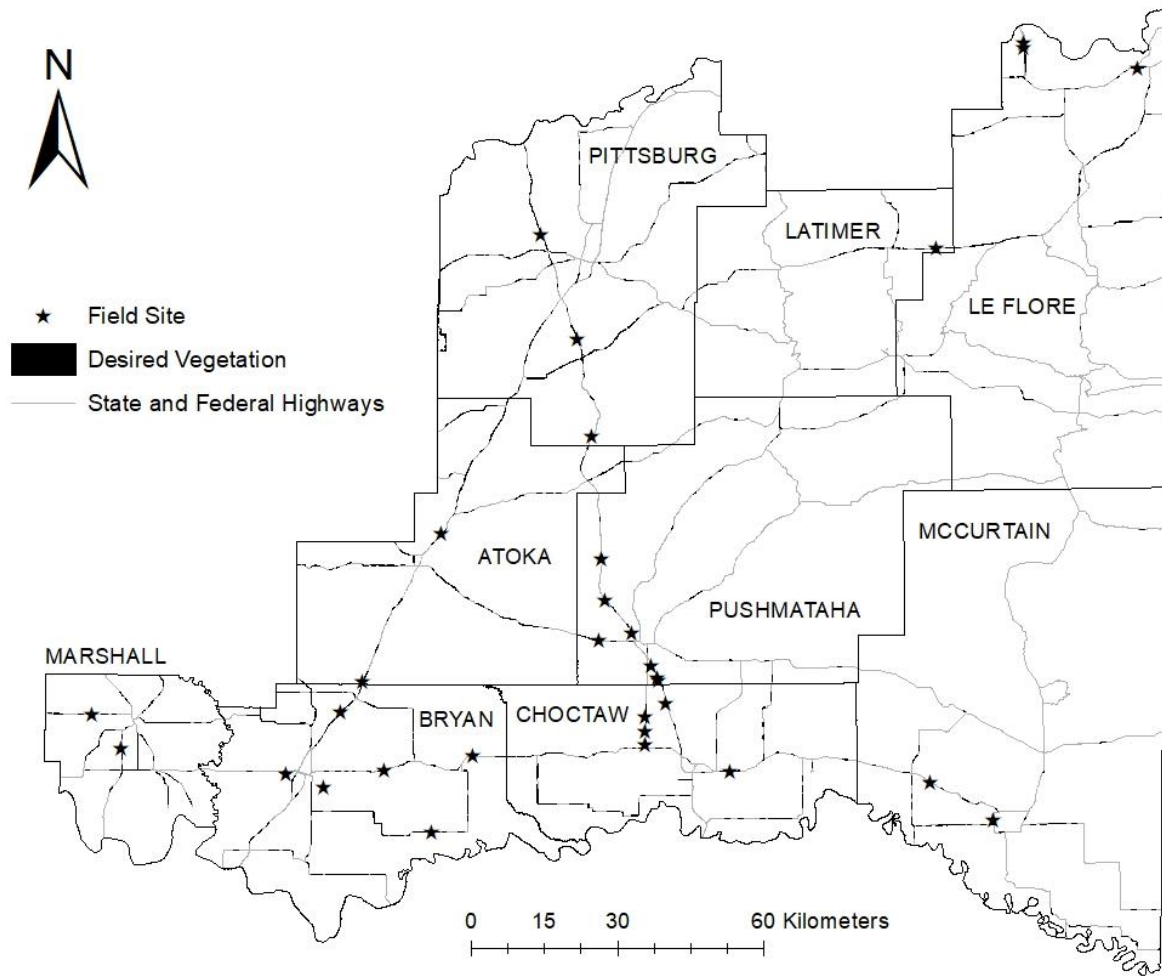 N
PITTSBURG
LATIMER
Field Site
LE FLORE
Desired Vegetation
State and Federal Highways
MCCURTAIN
ATOKA
PUSHMATAHA
MARSHALL
BRYAN
CHOCTAW
0 15 30 60 Kilometers